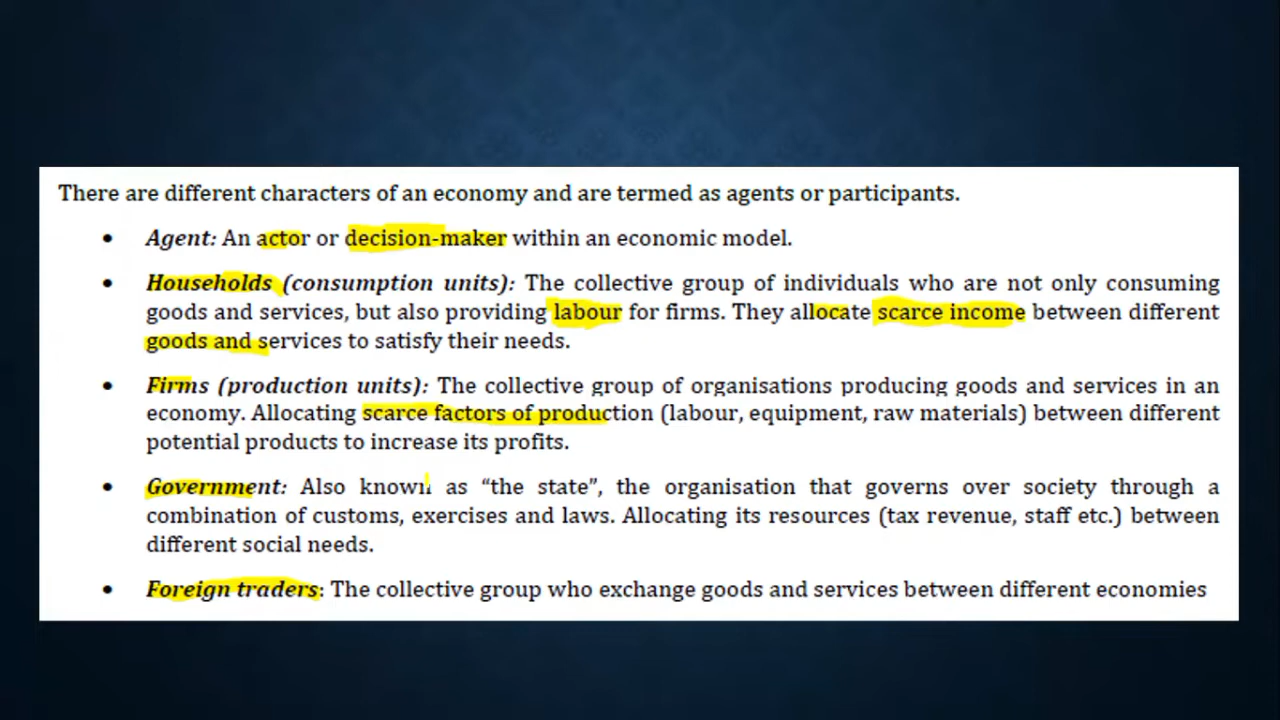 There are different characters of an economy and are termed as agents or participants.
• Agent: An actor or decision-maker within an economic model.
• Households (consumption units): The collective group of individuals who are not only consuming
goods and services, but also providing labour for firms. They allocate scarce income between different
goods and services to satisfy their needs.
• Firms (production units): The collective group of organisations producing goods and services in an
economy. Allocating scarce factors of production (labour, equipment, raw materials) between different
potential products to increase its profits.
• Government: Also known as “the state”, the organisation that governs over society through a
combination of customs, exercises and laws. Allocating its resources (tax revenue, staff etc.) between
different social needs.
• Foreign traders: The collective group who exchange goods and services between different economies